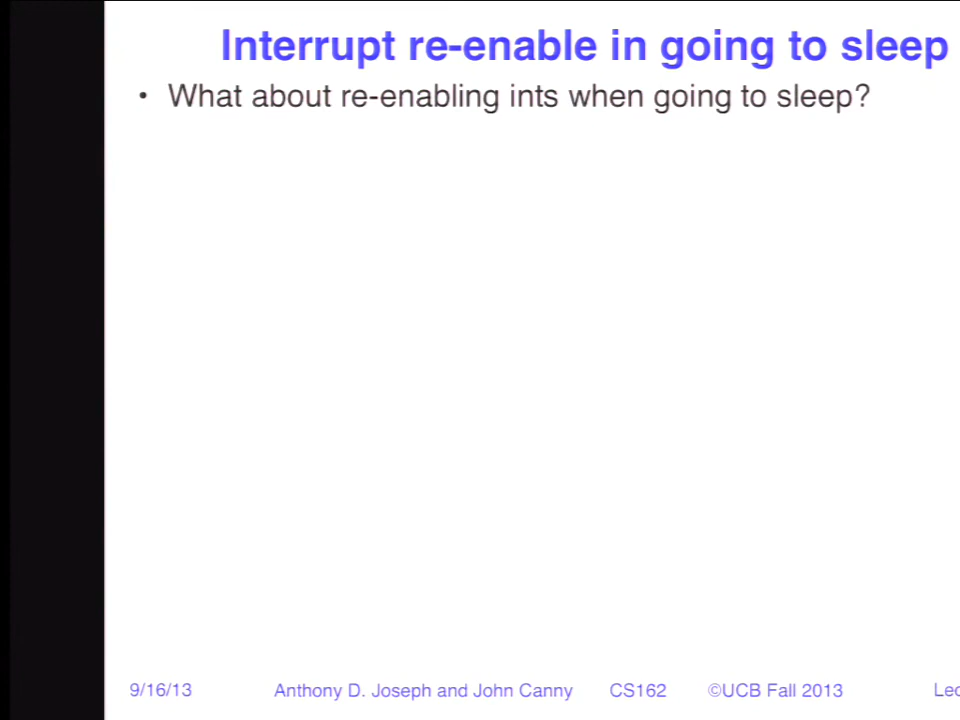 Interrupt re-enable in going to sleep
• What about re-enabling ints when going to sleep?
9/16/13 Anthony D. Joseph and John Canny CS162 ©UCB Fall 2013 Lec